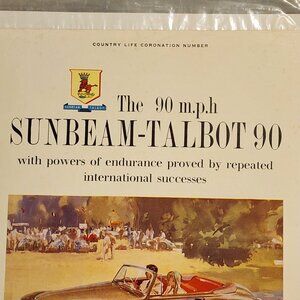 COUNTRY LIFE CORONATION NUMBER
The 90 m.p.h
SUNBEAM-TALBOT 90
with powers of endurance proved by repeated
international successes